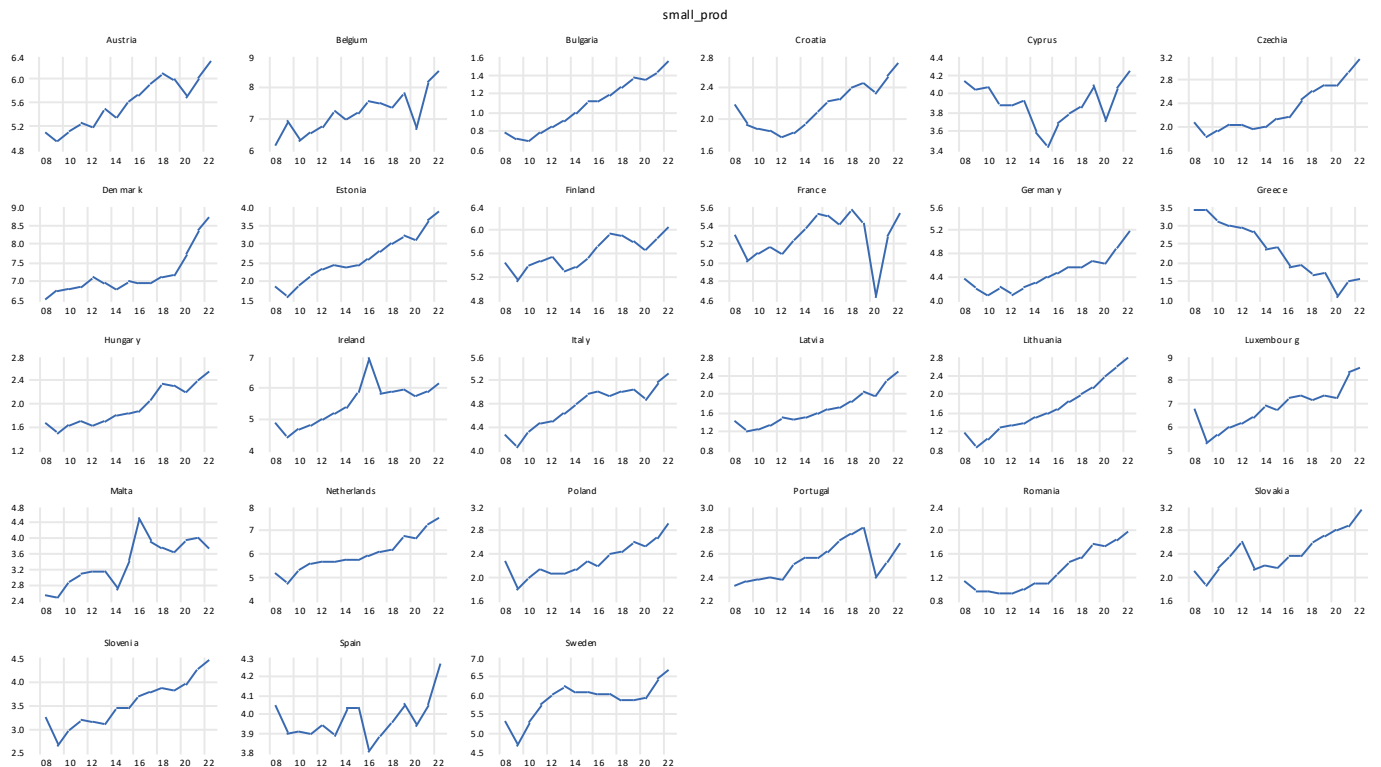 small_prod
Austria Belgium Bulgaria Croatia Cyprus Czechia
6.4 9 1.6 2.8 4.4 3.2
6.0 8 1.4 2.4 4.2 2.8
5.6 7 1.2 2.0 4.0 2.4
5.2 6 1.0 1.6 3.8 2.0
4.8 0.8 3.6 1.6
0.6 3.4
08 10 12 14 16 18 20 22 08 10 12 14 16 18 20 22 08 10 12 14 16 18 20 22 08 10 12 14 16 18 20 22 08 10 12 14 16 18 20 22 08 10 12 14 16 18 20 22
Denmark Estonia Finland France Germany Greece
9.0 4.0 6.4 5.6 5.6 3.5
8.5 3.5 6.0 5.4 5.2 3.0
8.0 3.0 5.6 5.2 4.8 2.5
7.5 2.5 5.2 5.0 4.4 2.0
7.0 2.0 4.8 4.8 4.0 1.5
6.5 1.5 4.6 1.0
08 10 12 14 16 18 20 22 08 10 12 14 16 18 20 22 08 10 12 14 16 18 20 22 08 10 12 14 16 18 20 22 08 10 12 14 16 18 20 22 08 10 12 14 16 18 20 22
Hungary Ireland Italy Latvia Lithuania Luxembourg
2.8 7 5.6 2.8 2.8 9
2.4 6 5.2 2.4 2.4 8
2.0 5 4.8 2.0 2.0 7
1.6 4 4.4 1.6 1.6 6
1.2 4.0 1.2 1.2 5
0.8 0.8
08 10 12 14 16 18 20 22 08 10 12 14 16 18 20 22 08 10 12 14 16 18 20 22 08 10 12 14 16 18 20 22 08 10 12 14 16 18 20 22 08 10 12 14 16 18 20 22
Malta Netherlands Poland Portugal Romania Slovakia
4.8 8 3.2 3.0 2.4 3.2
4.4 7 2.8 2.8 2.0 2.8
4.0 6 2.4 2.6 1.6 2.4
3.6 5 2.0 2.4 1.2 2.0
3.2 4 1.6 2.2 0.8 1.6
2.8
2.4
08 10 12 14 16 18 20 22 08 10 12 14 16 18 20 22 08 10 12 14 16 18 20 22 08 10 12 14 16 18 20 22 08 10 12 14 16 18 20 22 08 10 12 14 16 18 20 22
Slovenia Spain Sweden
4.5 4.3 7.0
4.0 4.2 6.5
3.5 4.1 6.0
3.0 4.0 5.5
2.5 3.9 5.0
3.8 4.5
08 10 12 14 16 18 20 22 08 10 12 14 16 18 20 22 08 10 12 14 16 18 20 22